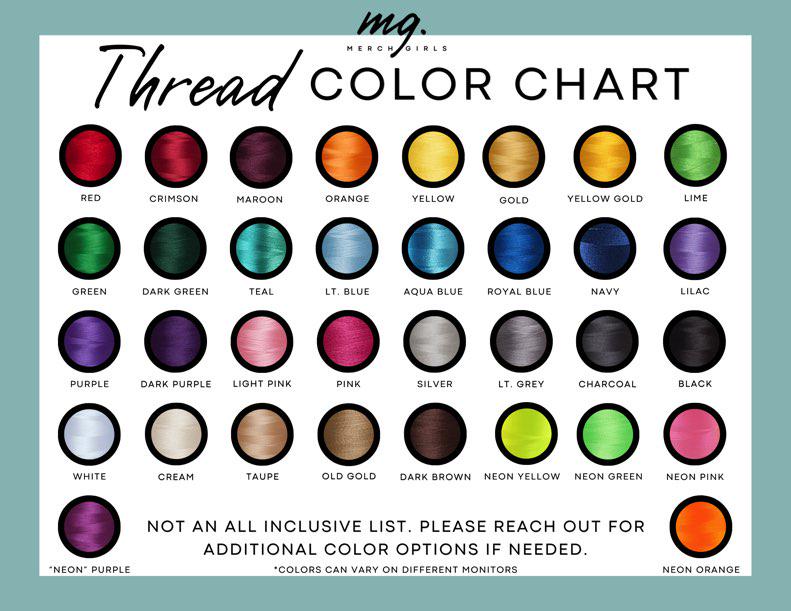 mg.
MERCH GIRLS
Thread COLOR CHART
RED CRIMSON MAROON ORANGE YELLOW GOLD YELLOW GOLD LIME
GREEN DARK GREEN TEAL LT. BLUE AQUA BLUE ROYAL BLUE NAVY LILAC
PURPLE DARK PURPLE LIGHT PINK PINK SILVER LT. GREY CHARCOAL BLACK
WHITE CREAM TAUPE OLD GOLD DARK BROWN NEON YELLOW NEON GREEN NEON PINK
NOT AN ALL INCLUSIVE LIST. PLEASE REACH OUT FOR
ADDITIONAL COLOR OPTIONS IF NEEDED.
"NEON" PURPLE *COLORS CAN VARY ON DIFFERENT MONITORS NEON ORANGE